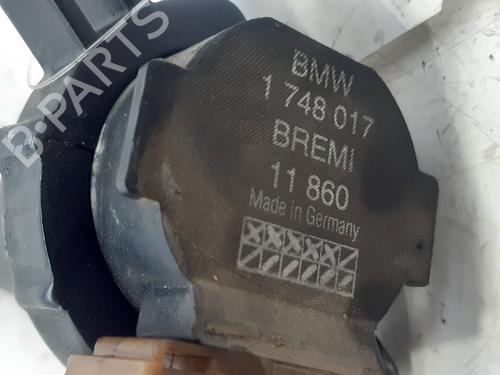 B-PARTS
BMW
1 748 017
BREMI
11 860
Made in Germany